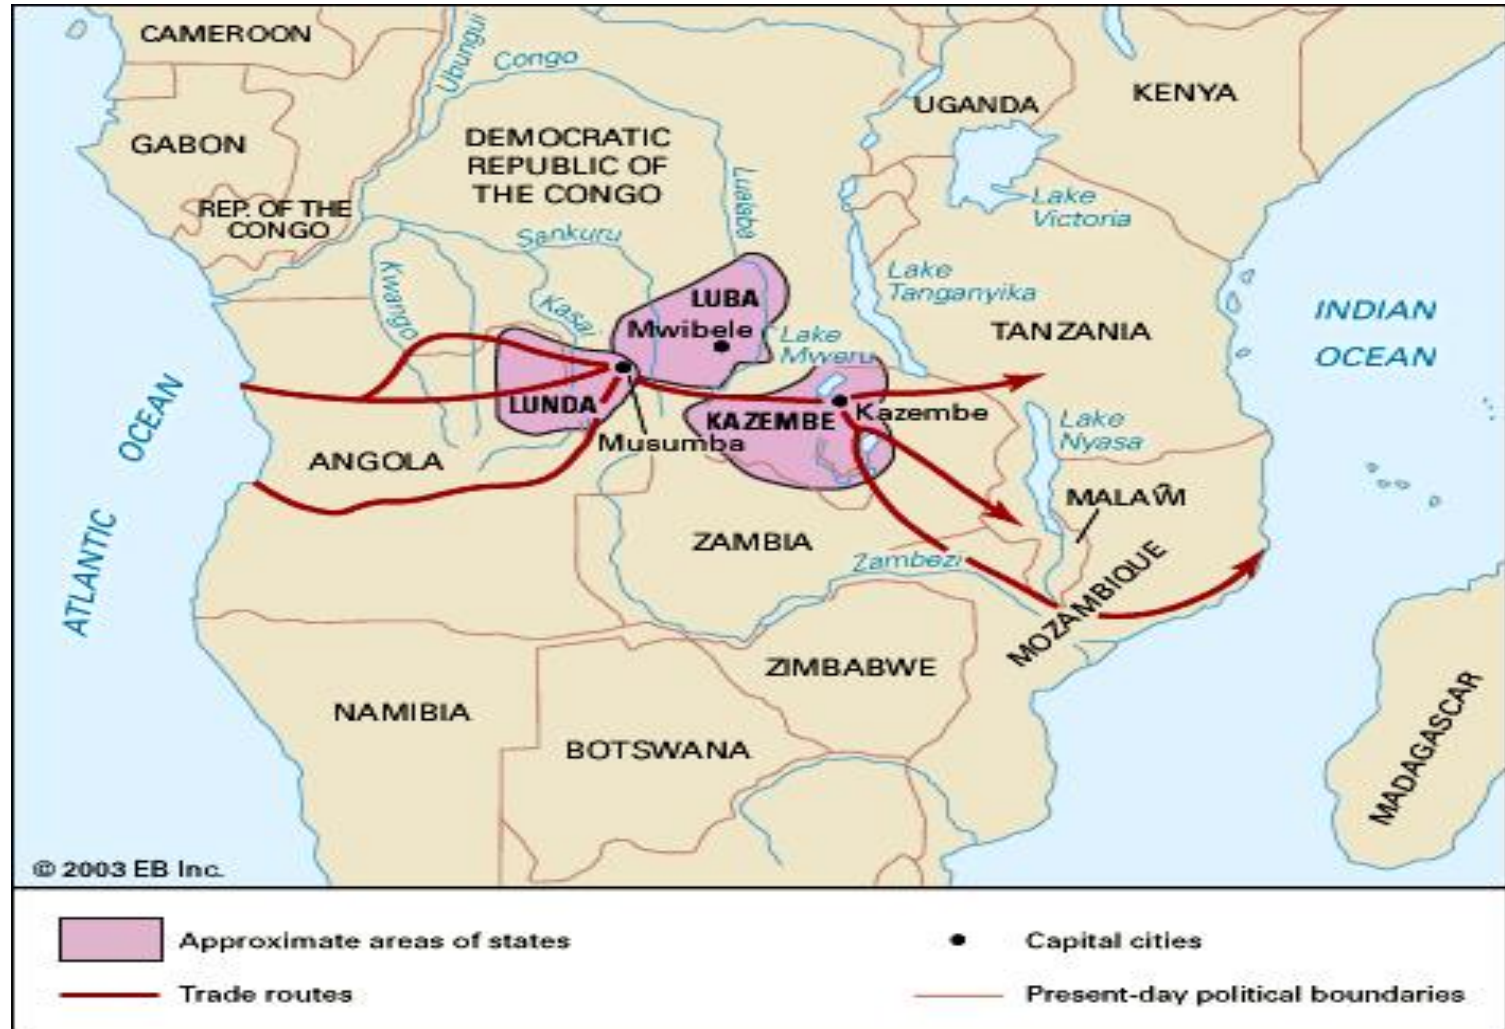 CAMEROON
Ubungui
Congo
UGANDA
KENYA
GABON
DEMOCRATIC
REPUBLIC OF
THE CONGO
Lualaba
REP. OF THE
CONGO
Lake
Victoria
Sankuru
Kwango
Kasai
LUBA
Mwibele
Lake
Tanganyika
Lake
Mweru
TANZANIA
INDIAN
OCEAN
ATLANTIC OCEAN
LUNDA
Musumba
KAZEMBE
Kazembe
Lake
Nyasa
ANGOLA
MALAŴI
ZAMBIA
Zambezi
MOZAMBIQUE
ZIMBABWE
NAMIBIA
BOTSWANA
MADAGASCAR
© 2003 EB Inc.
Approximate areas of states
Capital cities
Trade routes
Present-day political boundaries